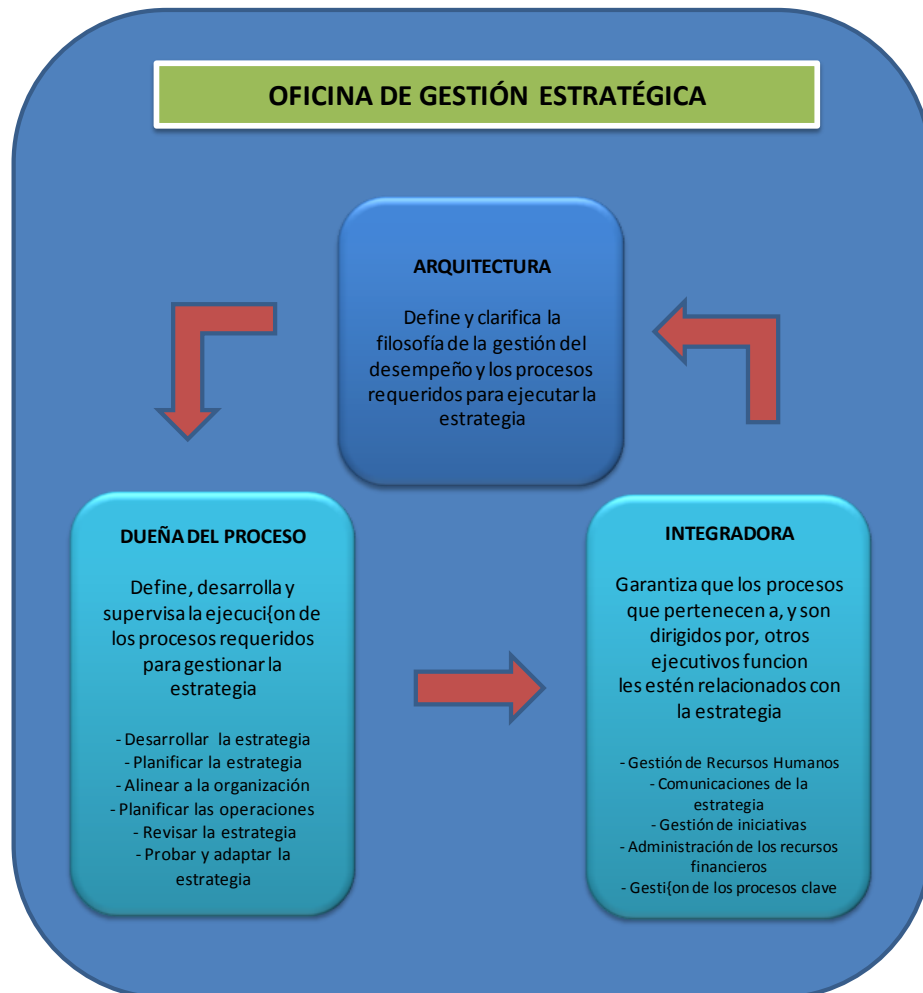 OFICINA DE GESTIÓN ESTRATÉGICA
ARQUITECTURA
Define y clarifica la
filosofía de la gestión del
desempeño y los procesos
requeridos para ejecutar la
estrategia
DUEÑA DEL PROCESO
Define, desarrolla y
supervisa la ejecuci{on de
los procesos requeridos
para gestionar la
estrategia
- Desarrollar la estrategia
- Planificar la estrategia
- Alinear a la organización
- Planificar las operaciones
- Revisar la estrategia
- Probar y adaptar la
estrategia
INTEGRADORA
Garantiza que los procesos
que pertenecen a, y son
dirigidos por, otros
ejecutivos funcion
les estén relacionados con
la estrategia
- Gestión de Recursos Humanos
- Comunicaciones de la
estrategia
- Gestión de iniciativas
- Administración de los recursos
financieros
- Gesti{on de los procesos clave